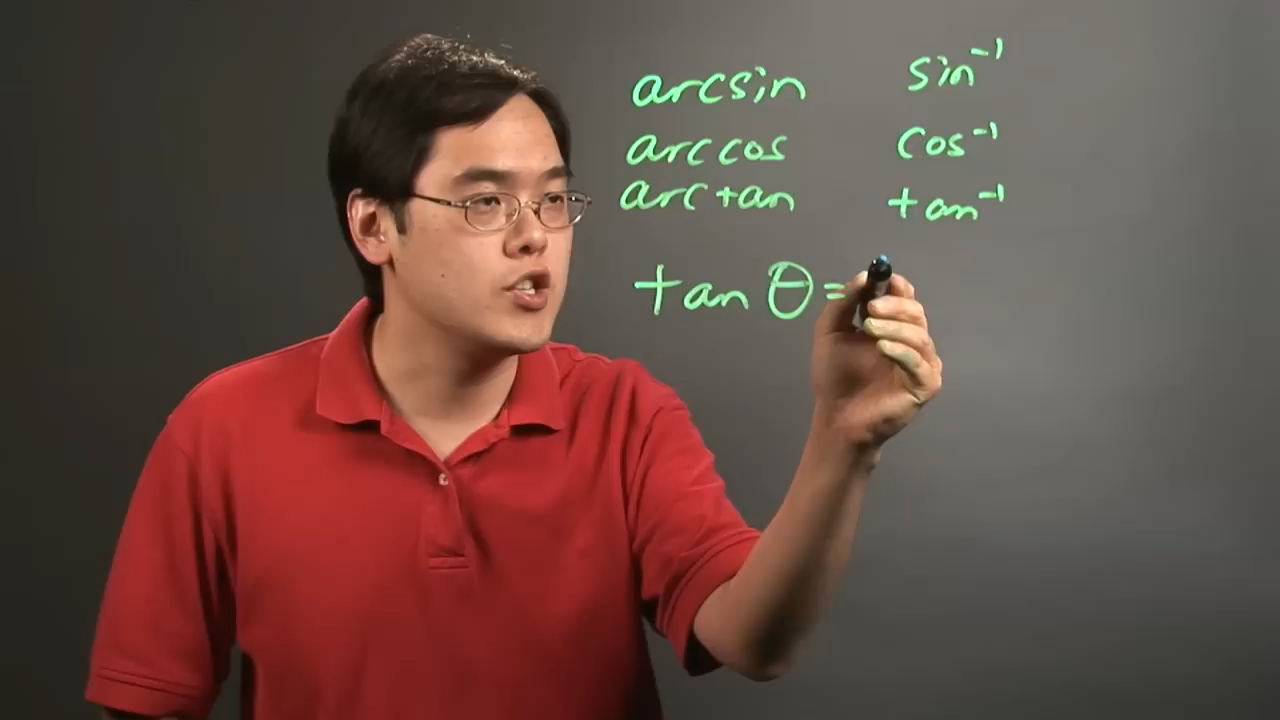 arcsin sin⁻¹
arccos cos⁻¹
arctan tan⁻¹
tan θ =